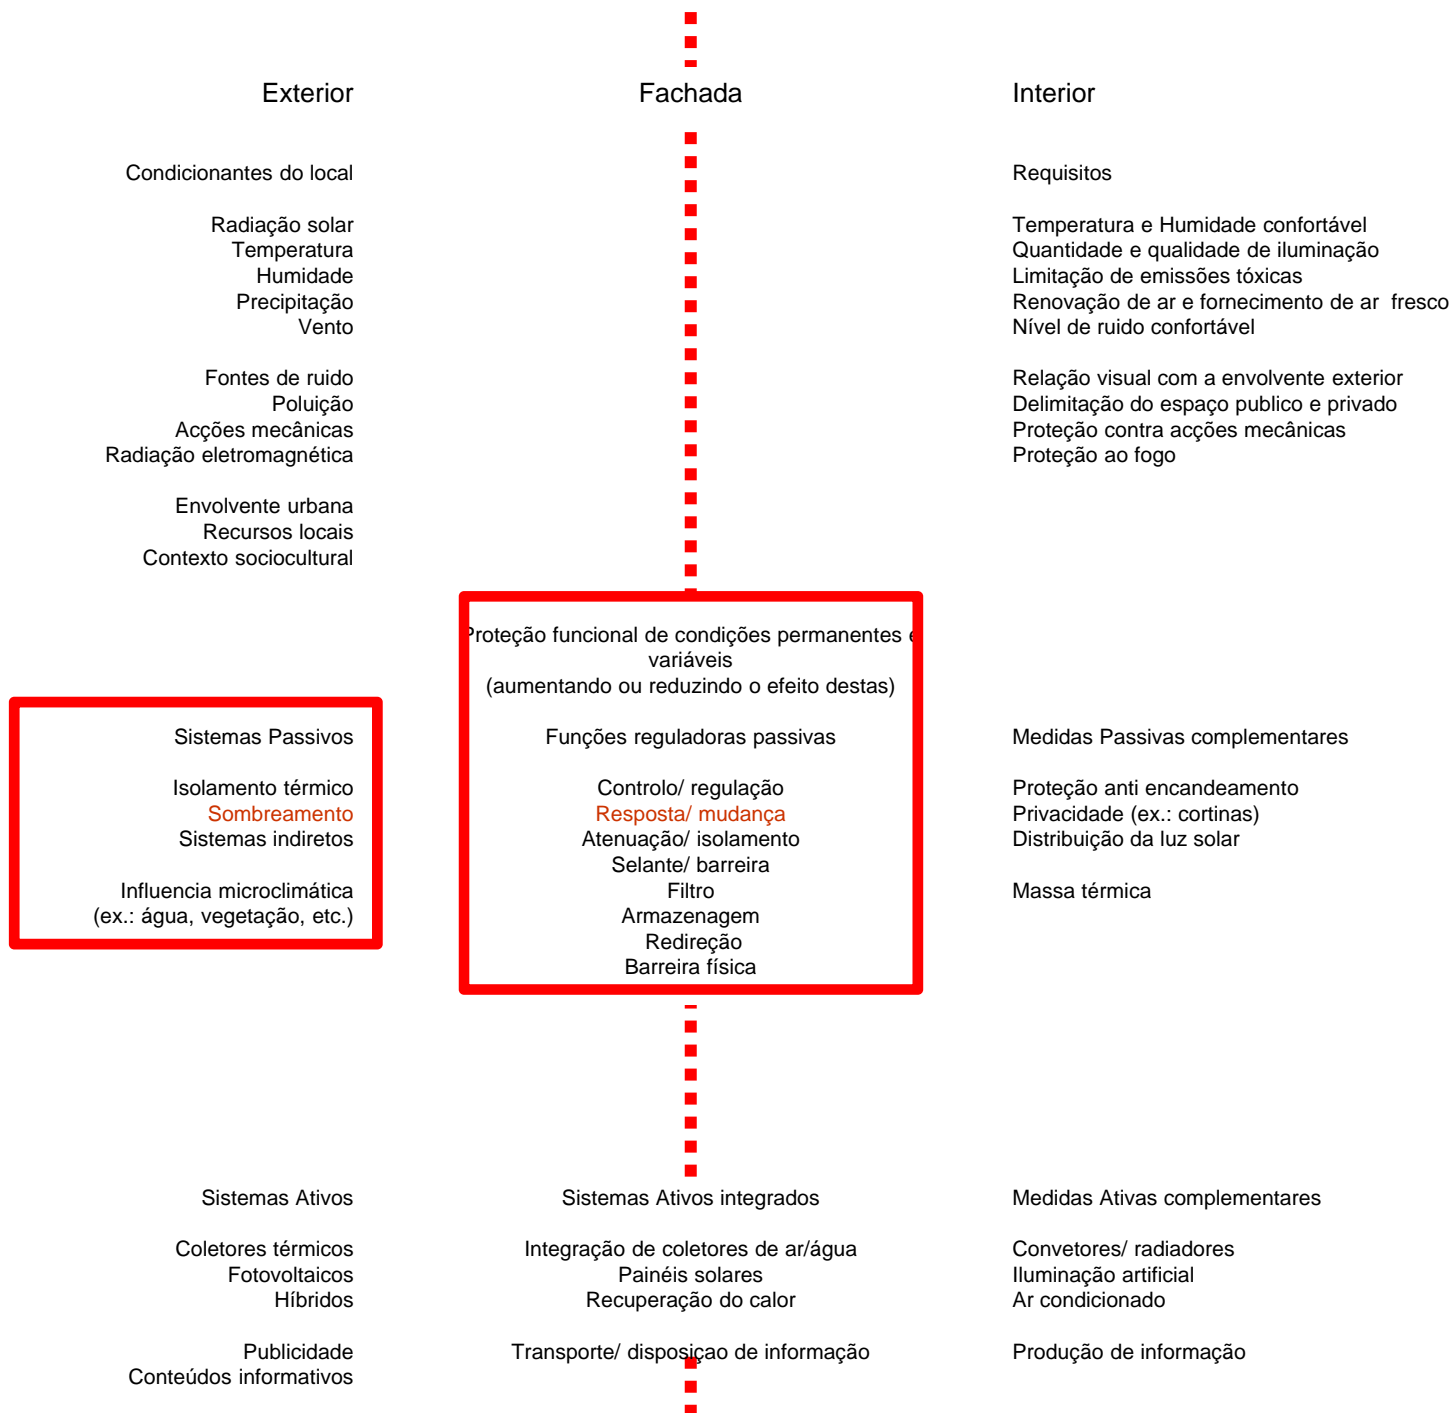 Exterior
Fachada
Interior
Condicionantes do local
Radiação solar
Temperatura
Humidade
Precipitação
Vento
Fontes de ruido
Poluição
Acções mecânicas
Radiação eletromagnética
Envolvente urbana
Recursos locais
Contexto sociocultural
Requisitos
Temperatura e Humidade confortável
Quantidade e qualidade de iluminação
Limitação de emissões tóxicas
Renovação de ar e fornecimento de ar fresco
Nível de ruido confortável
Relação visual com a envolvente exterior
Delimitação do espaço publico e privado
Proteção contra acções mecânicas
Proteção ao fogo
Proteção funcional de condições permanentes e
variáveis
(aumentando ou reduzindo o efeito destas)
Sistemas Passivos
Isolamento térmico
Sombreamento
Sistemas indiretos
Influencia microclimática
(ex.: água, vegetação, etc.)
Funções reguladoras passivas
Controlo/ regulação
Resposta/ mudança
Atenuação/ isolamento
Selante/ barreira
Filtro
Armazenagem
Redireção
Barreira física
Medidas Passivas complementares
Proteção anti encandeamento
Privacidade (ex.: cortinas)
Distribuição da luz solar
Massa térmica
Sistemas Ativos
Coletores térmicos
Fotovoltaicos
Híbridos
Publicidade
Conteúdos informativos
Sistemas Ativos integrados
Integração de coletores de ar/água
Painéis solares
Recuperação do calor
Transporte/ disposiçao de informação
Medidas Ativas complementares
Convetores/ radiadores
Iluminação artificial
Ar condicionado
Produção de informação